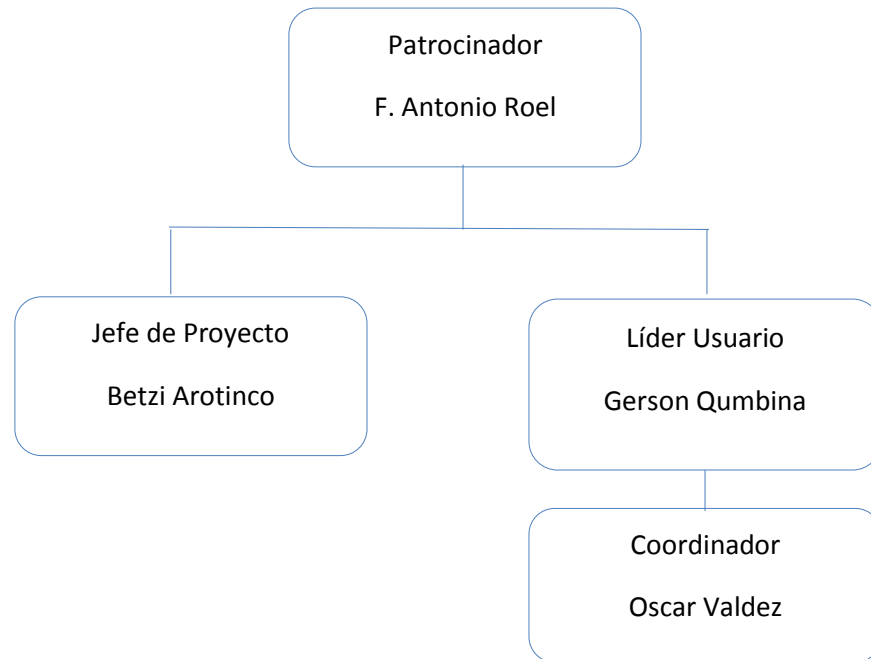 Patrocinador
F. Antonio Roel
Jefe de Proyecto
Betzi Arotinco
Líder Usuario
Gerson Qumbina
Coordinador
Oscar Valdez